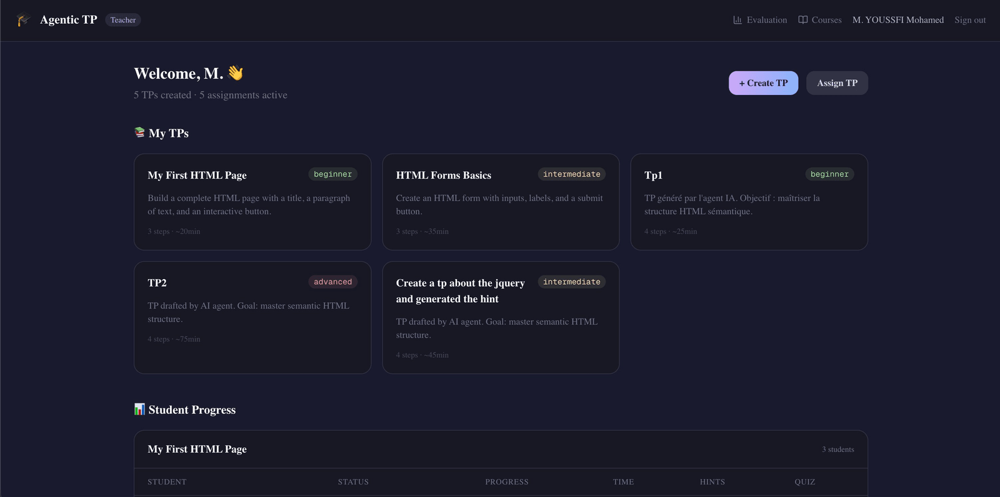 Agentic TP Teacher Evaluation Courses M. YOUSSFI Mohamed Sign out
Welcome, M. 👋
5 TPs created · 5 assignments active
+ Create TP Assign TP
📚 My TPs
My First HTML Page beginner
Build a complete HTML page with a title, a paragraph
of text, and an interactive button.
3 steps · ~20min
HTML Forms Basics intermediate
Create an HTML form with inputs, labels, and a submit
button.
3 steps · ~35min
Tp1 beginner
TP généré par l'agent IA. Objectif : maîtriser la
structure HTML sémantique.
4 steps · ~25min
TP2 advanced
TP drafted by AI agent. Goal: master semantic HTML
structure.
4 steps · ~75min
Create a tp about the jquery intermediate
and generated the hint
TP drafted by AI agent. Goal: master semantic HTML
structure.
4 steps · ~45min
📊 Student Progress
My First HTML Page 3 students
STUDENT STATUS PROGRESS TIME HINTS QUIZ